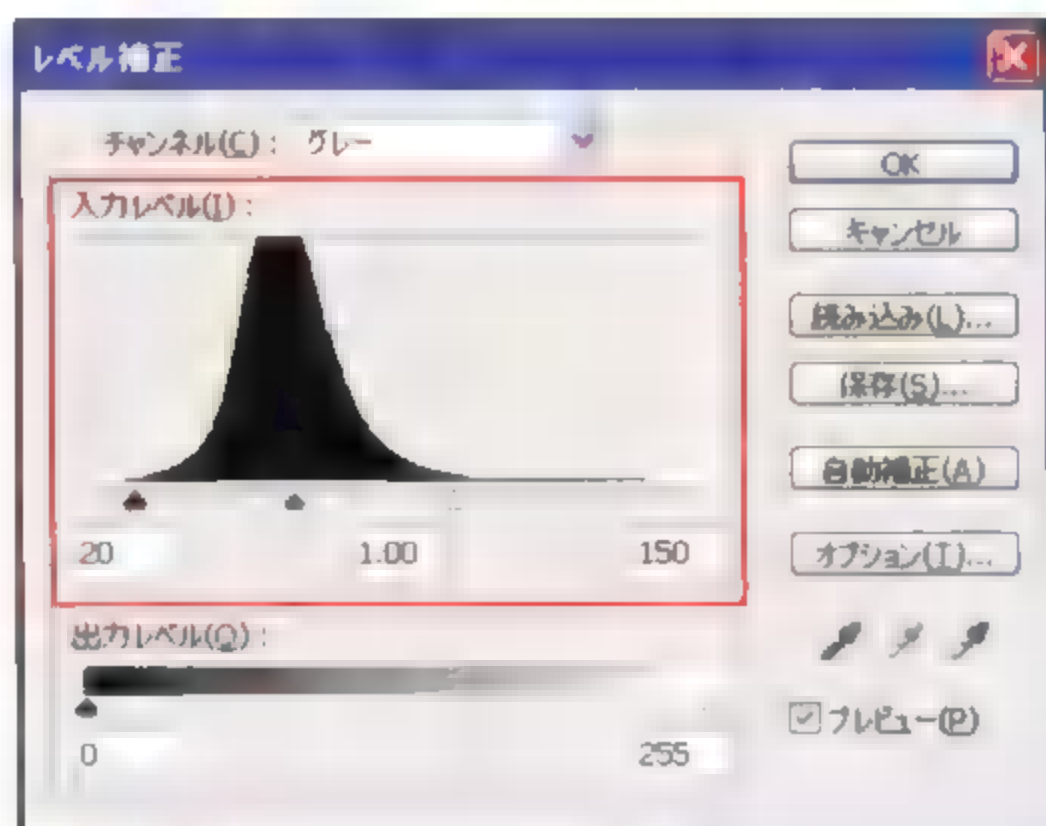 レベル補正
チャンネル(C): グレー
入力レベル(I):
20 1.00 150
出力レベル(O):
0 255
OK
キャンセル
読み込み(L)...
保存(S)...
自動補正(A)
オプション(T)...
プレビュー(P)